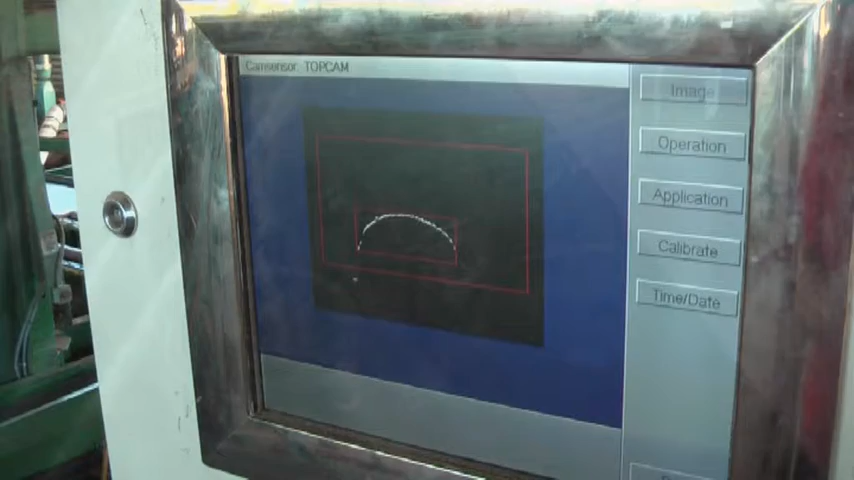 Camsensor: TOPCAM
Image
Operation
Application
Calibrate
Time/Date